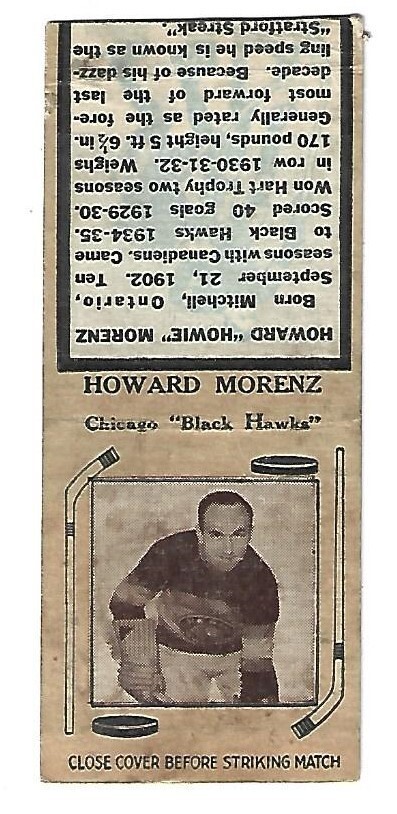 HOWARD "HOWIE" MORENZ
Born Mitchell, Ontario,
September 21, 1902. Ten
seasons with Canadiens. Came
to Black Hawks 1934-35.
Scored 40 goals 1929-30.
Won Hart Trophy two seasons
in row 1930-31-32. Weighs
170 pounds, height 5 ft. 6½ in.
Generally rated as the fore-
most forward of the last
decade. Because of his dazz-
ling speed he is known as the
"Stratford Streak".
HOWARD MORENZ
Chicago "Black Hawks"
CLOSE COVER BEFORE STRIKING MATCH